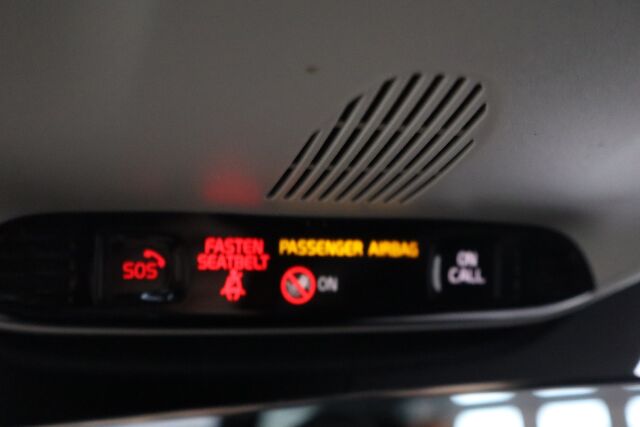 SOS
FASTEN
SEATBELT
PASSENGER AIRBAG
ON
ON
CALL